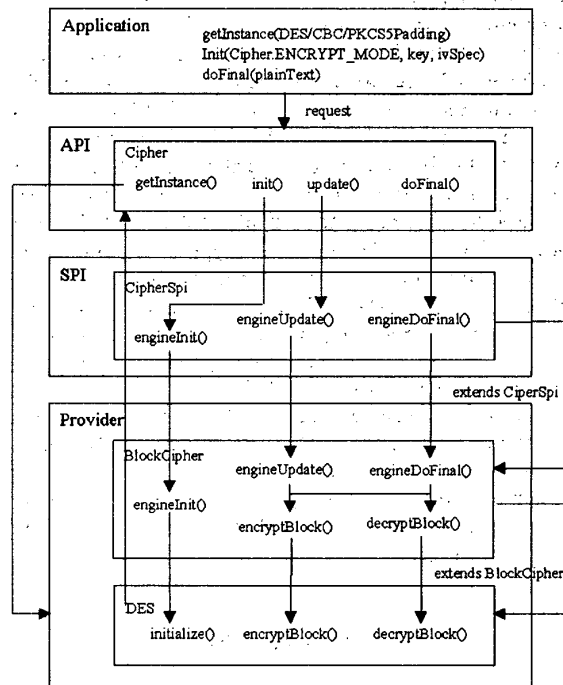 Application
getInstance(DES/CBC/PKCS5Padding)
Init(Cipher.ENCRYPT_MODE, key, ivSpec)
doFinal(plainText)
request
API
Cipher
getInstance() init() update() doFinal()
SPI
CipherSpi
engineInit() engineUpdate() engineDoFinal()
extends CiperSpi
Provider
BlockCipher
engineUpdate() engineDoFinal()
engineInit()
encryptBlock() decryptBlock()
extends BlockCipher
DES
initialize() encryptBlock() decryptBlock()